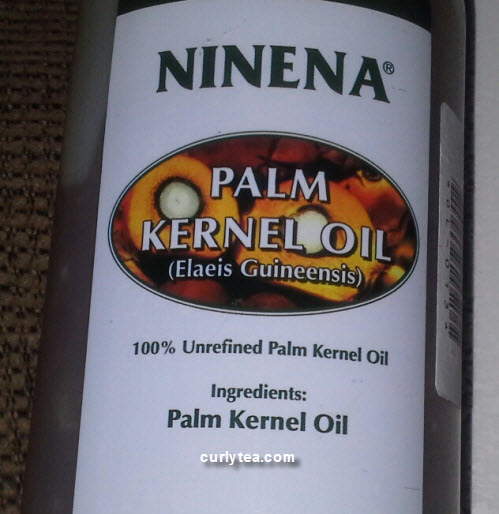 NINENA®
PALM
KERNEL OIL
(Elaeis Guineensis)
100% Unrefined Palm Kernel Oil
Ingredients:
Palm Kernel Oil
curlytea.com